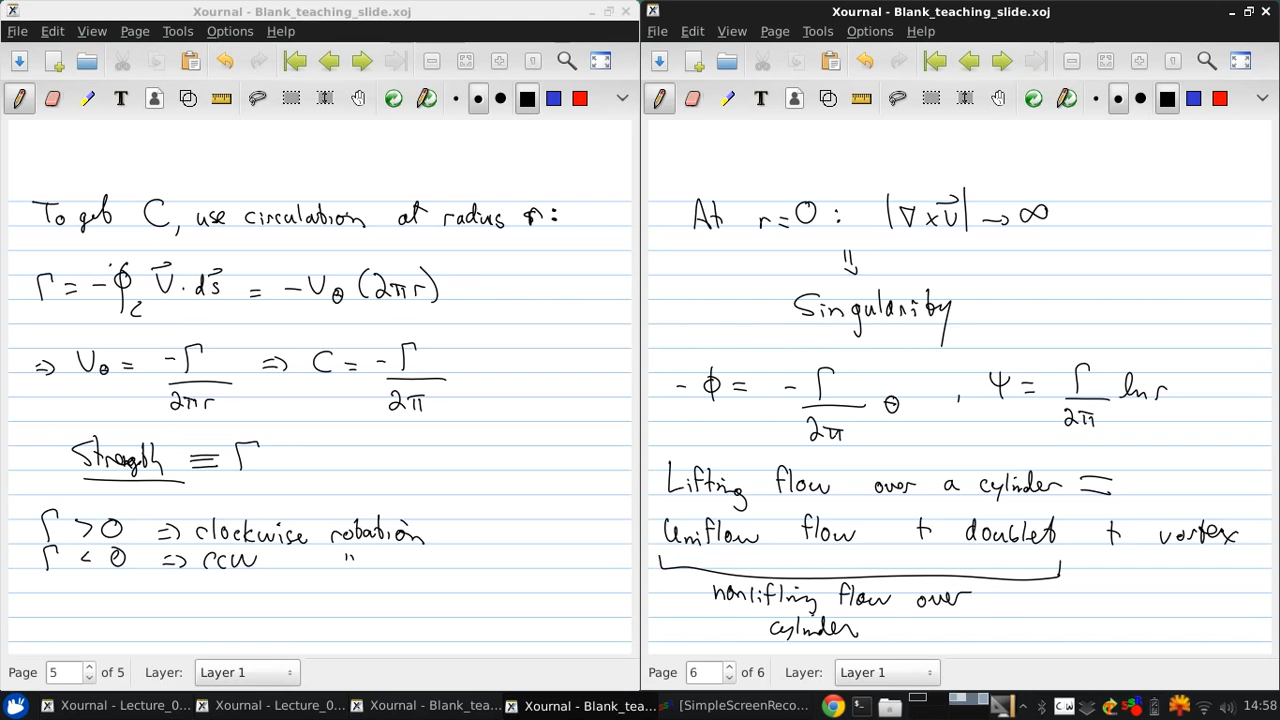 Xournal - Blank_teaching_slide.xoj
File Edit View Page Tools Options Help
To get C, use circulation at radius r:
Γ = -∮_C V⃗ · ds⃗ = -V_θ (2πr)
⇒ V_θ = -Γ / 2πr ⇒ C = -Γ / 2π
Strength ≡ Γ
Γ > 0 ⇒ clockwise rotation
Γ < 0 ⇒ ccw "
Page 5 of 5 Layer: Layer 1
Xournal - Blank_teaching_slide.xoj
File Edit View Page Tools Options Help
At r=0: |∇ × V⃗| → ∞
⇓
Singularity
- ϕ = -Γ / 2π θ , Ψ = Γ / 2π ln r
Lifting flow over a cylinder =
Uniflow flow + doublet + vortex
nonlifting flow over
cylinder
Page 6 of 6 Layer: Layer 1
Xournal - Lecture_0... Xournal - Lecture_0... Xournal - Blank_tea... Xournal - Blank_tea... [SimpleScreenReco... 14:58